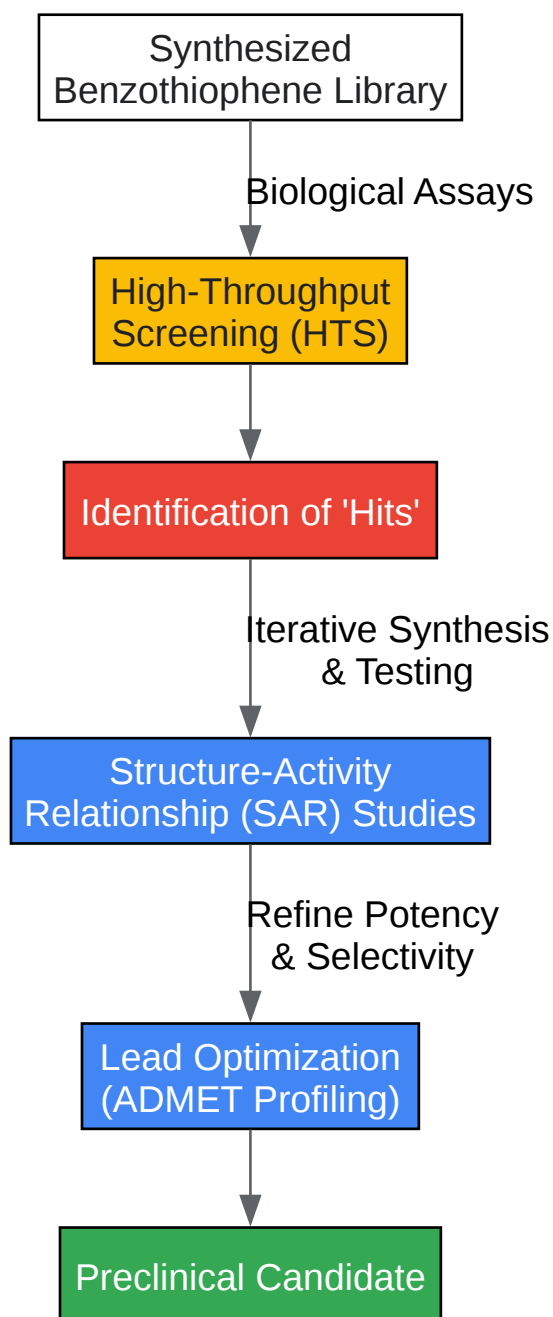 Synthesized
Benzothiophene Library
Biological Assays
High-Throughput
Screening (HTS)
Identification of 'Hits'
Iterative Synthesis
& Testing
Structure-Activity
Relationship (SAR) Studies
Refine Potency
& Selectivity
Lead Optimization
(ADMET Profiling)
Preclinical Candidate